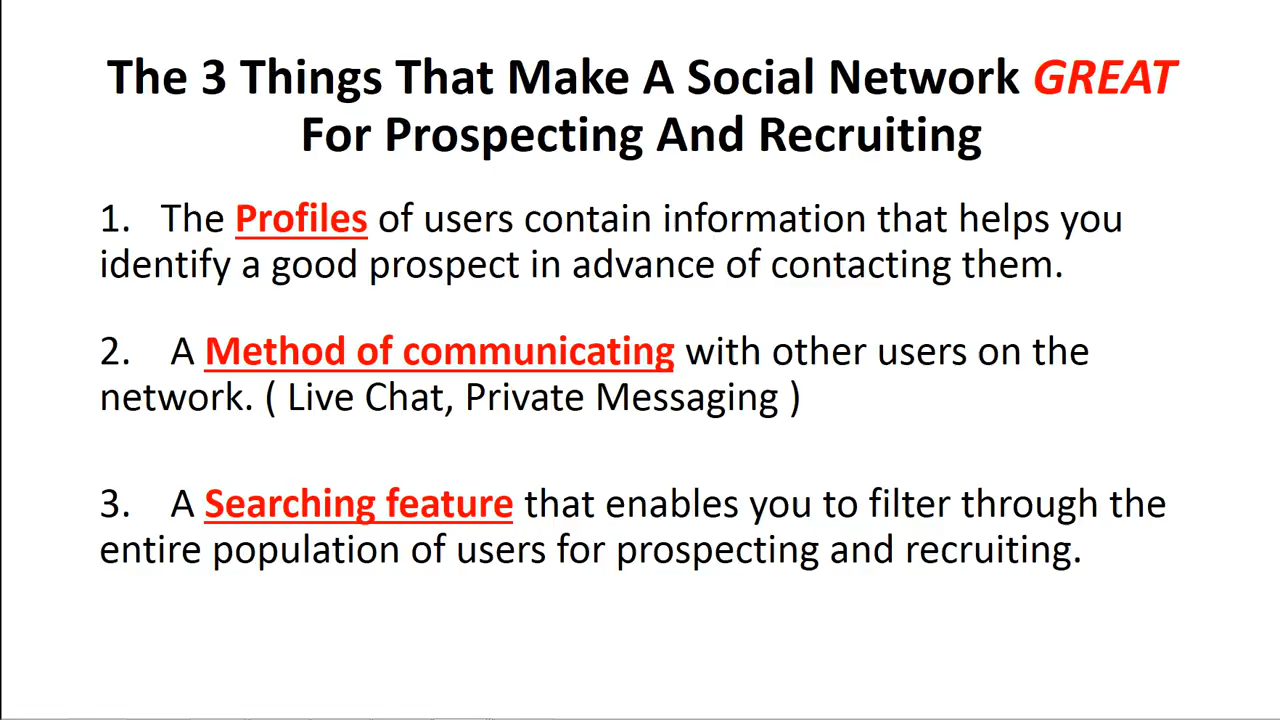 The 3 Things That Make A Social Network GREAT
For Prospecting And Recruiting
1. The Profiles of users contain information that helps you
identify a good prospect in advance of contacting them.
2. A Method of communicating with other users on the
network. ( Live Chat, Private Messaging )
3. A Searching feature that enables you to filter through the
entire population of users for prospecting and recruiting.